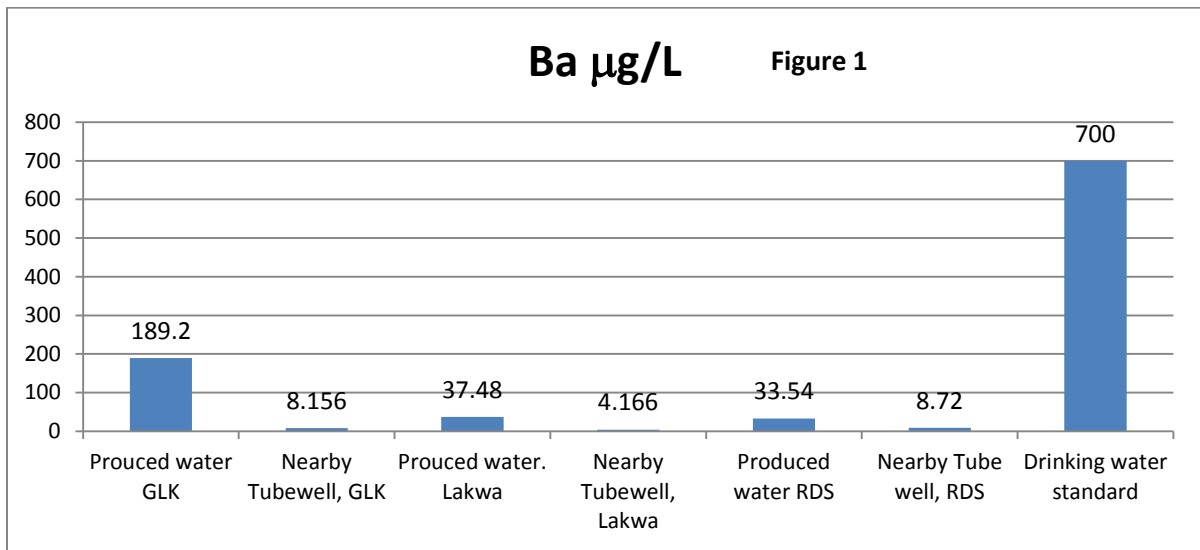 Ba μg/L
Figure 1
800
700
600
500
400
300
200
100
0
189.2
8.156
37.48
4.166
33.54
8.72
700
Prouced water
GLK
Nearby
Tubewell, GLK
Prouced water.
Lakwa
Nearby
Tubewell,
Lakwa
Produced
water RDS
Nearby Tube
well, RDS
Drinking water
standard